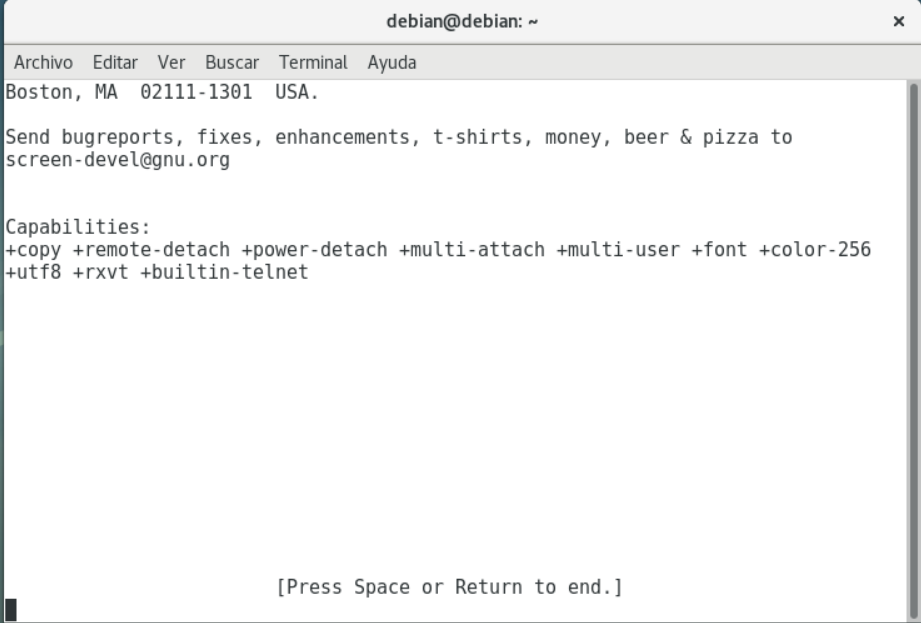 debian@debian: ~ ×
Archivo Editar Ver Buscar Terminal Ayuda
Boston, MA  02111-1301  USA.
Send bugreports, fixes, enhancements, t-shirts, money, beer & pizza to
screen-devel@gnu.org
Capabilities:
+copy +remote-detach +power-detach +multi-attach +multi-user +font +color-256
+utf8 +rxvt +builtin-telnet
[Press Space or Return to end.]